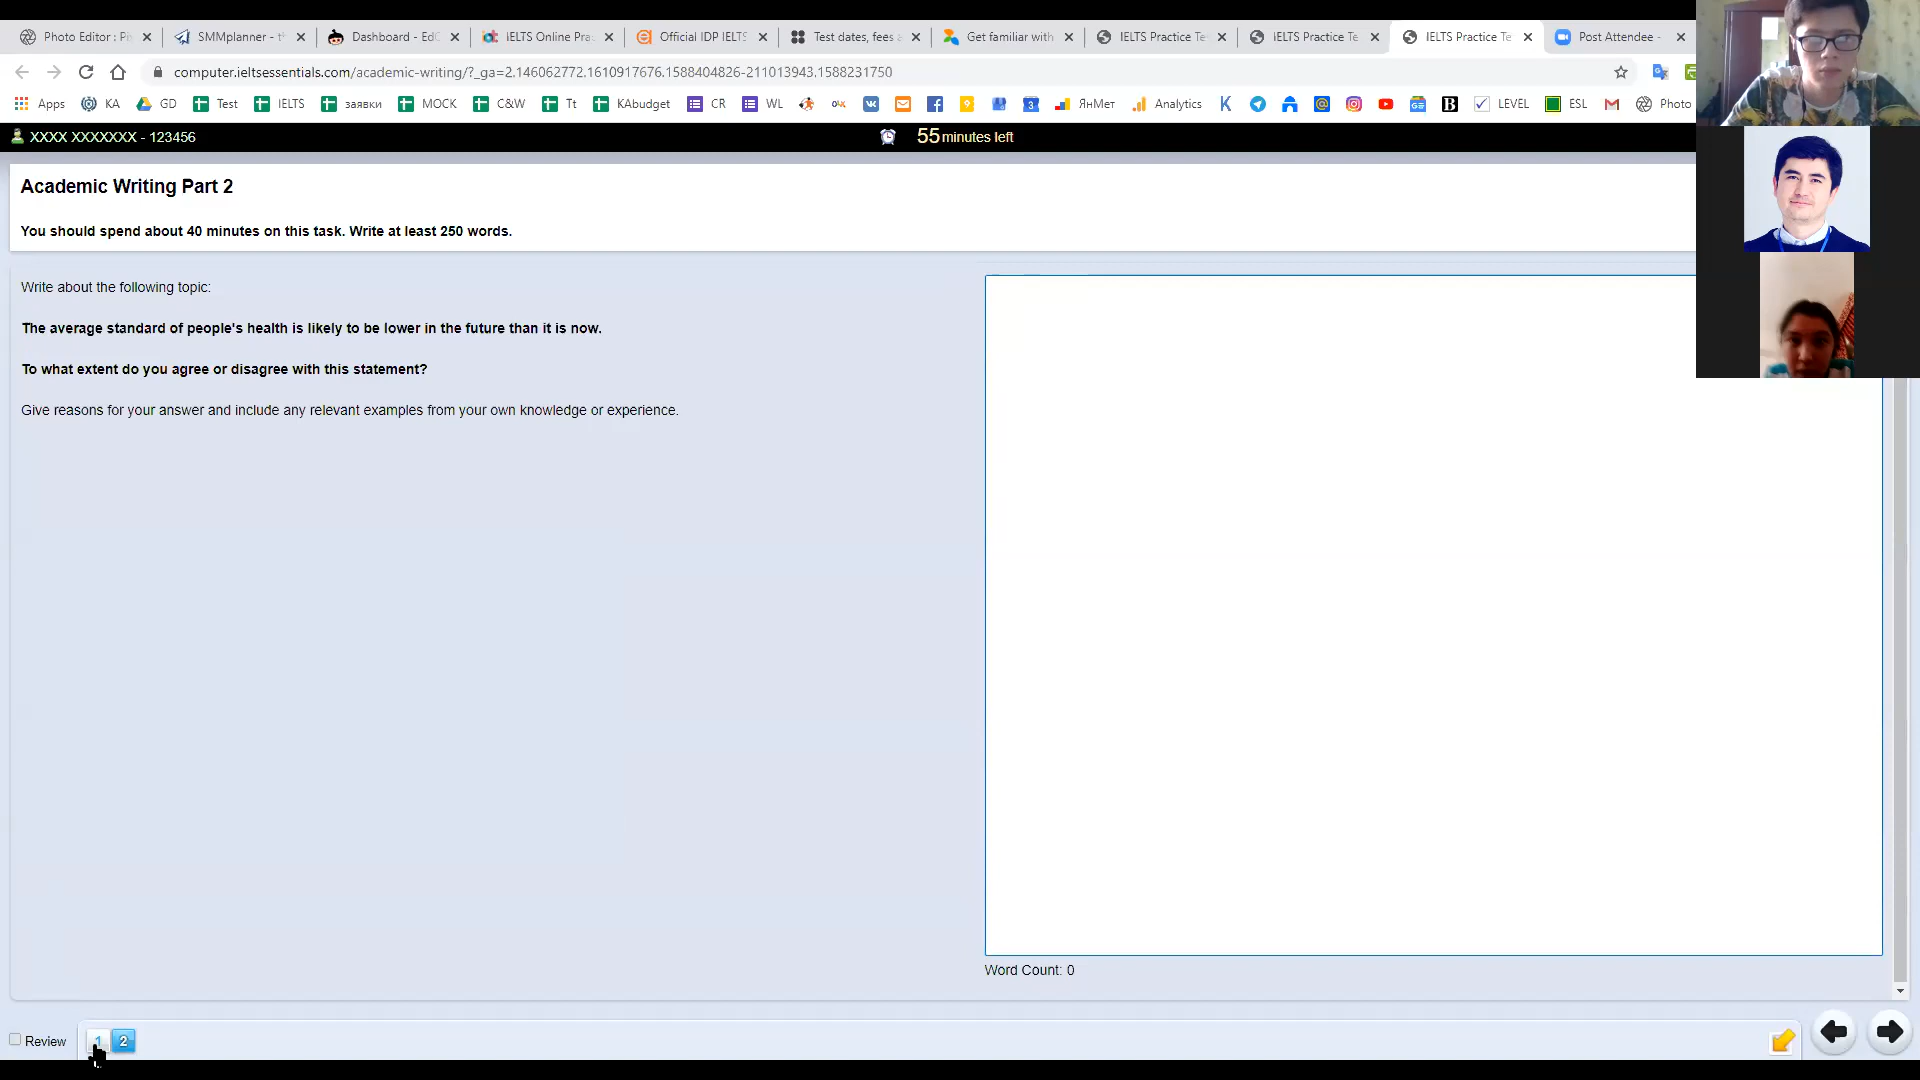 Photo Editor : Pi
SMMplanner - 
Dashboard - Ed
IELTS Online Pra
Official IDP IELTS
Test dates, fees a
Get familiar with
IELTS Practice Te
IELTS Practice Te
IELTS Practice Te
Post Attendee -
computer.ieltsessentials.com/academic-writing/?_ga=2.146062772.1610917676.1588404826-211013943.1588231750
Apps KA GD Test IELTS заявки MOCK C&W Tt KAbudget CR WL ЯнМет Analytics LEVEL ESL Photo
XXXX XXXXXXX - 123456
55 minutes left
Academic Writing Part 2
You should spend about 40 minutes on this task. Write at least 250 words.
Write about the following topic:
The average standard of people's health is likely to be lower in the future than it is now.
To what extent do you agree or disagree with this statement?
Give reasons for your answer and include any relevant examples from your own knowledge or experience.
Word Count: 0
Review 1 2